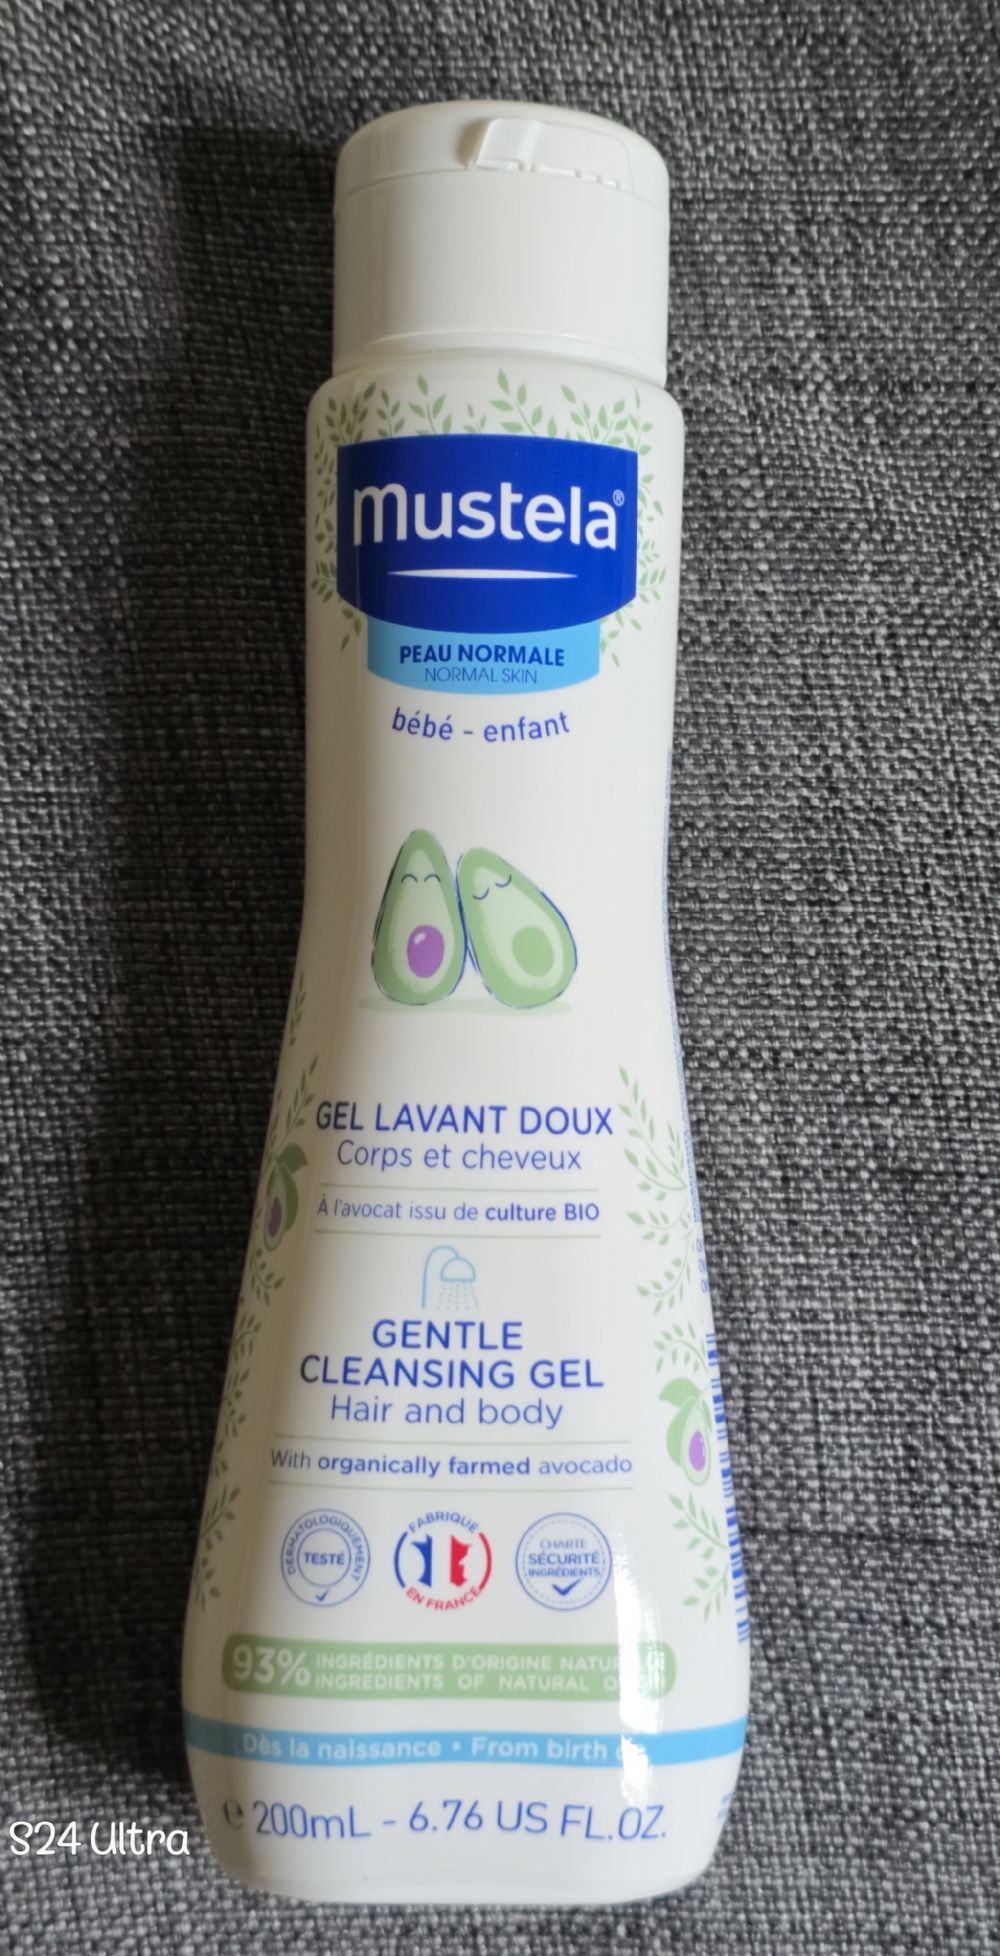 mustela®
PEAU NORMALE
NORMAL SKIN
bébé - enfant
GEL LAVANT DOUX
Corps et cheveux
À l'avocat issu de culture BIO
GENTLE
CLEANSING GEL
Hair and body
With organically farmed avocado
DERMATOLOGIQUEMENT
TESTÉ
FABRIQUÉ
EN FRANCE
CHARTE
SÉCURITÉ
INGRÉDIENTS
93% INGRÉDIENTS D'ORIGINE
INGREDIENTS OF NATURAL
Dès la naissance • From birth
e 200mL - 6.76 US FL.OZ.
S24 Ultra